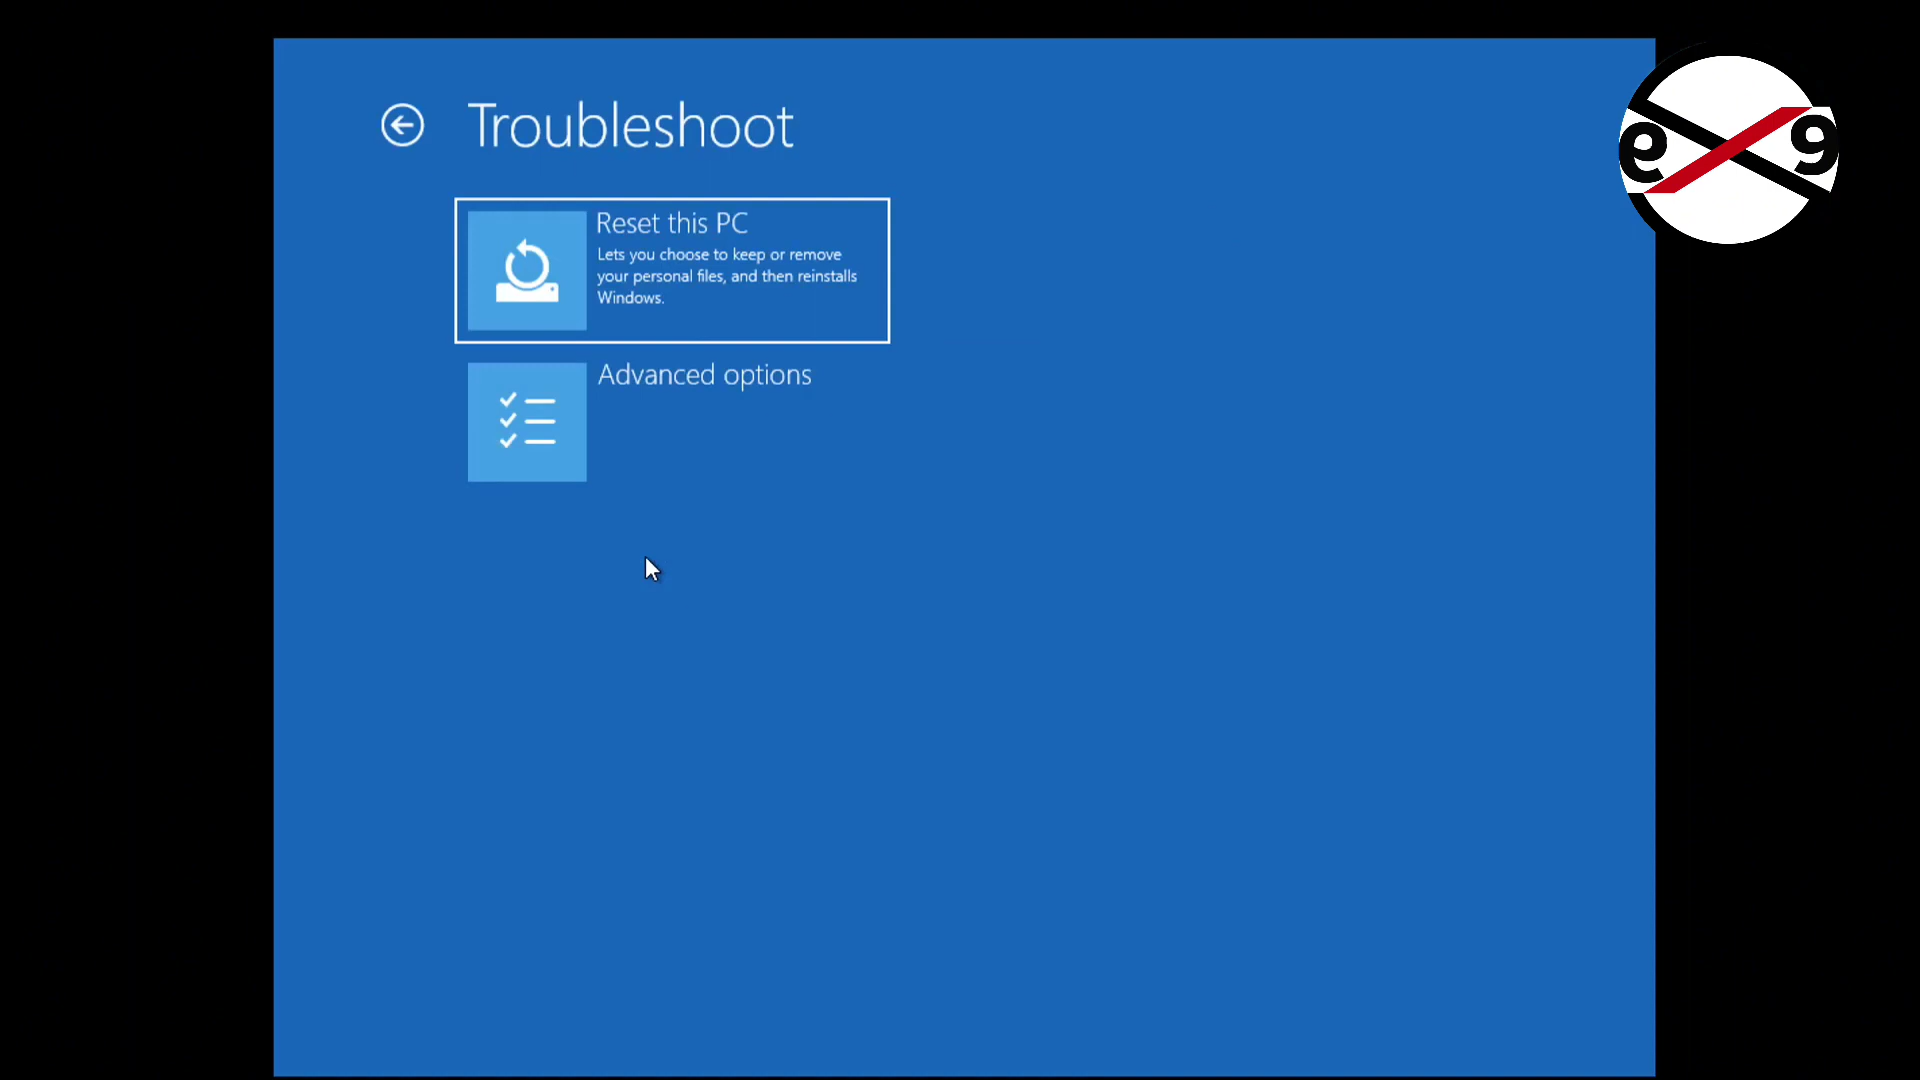 Troubleshoot
Reset this PC
Lets you choose to keep or remove
your personal files, and then reinstalls
Windows.
Advanced options
e 9